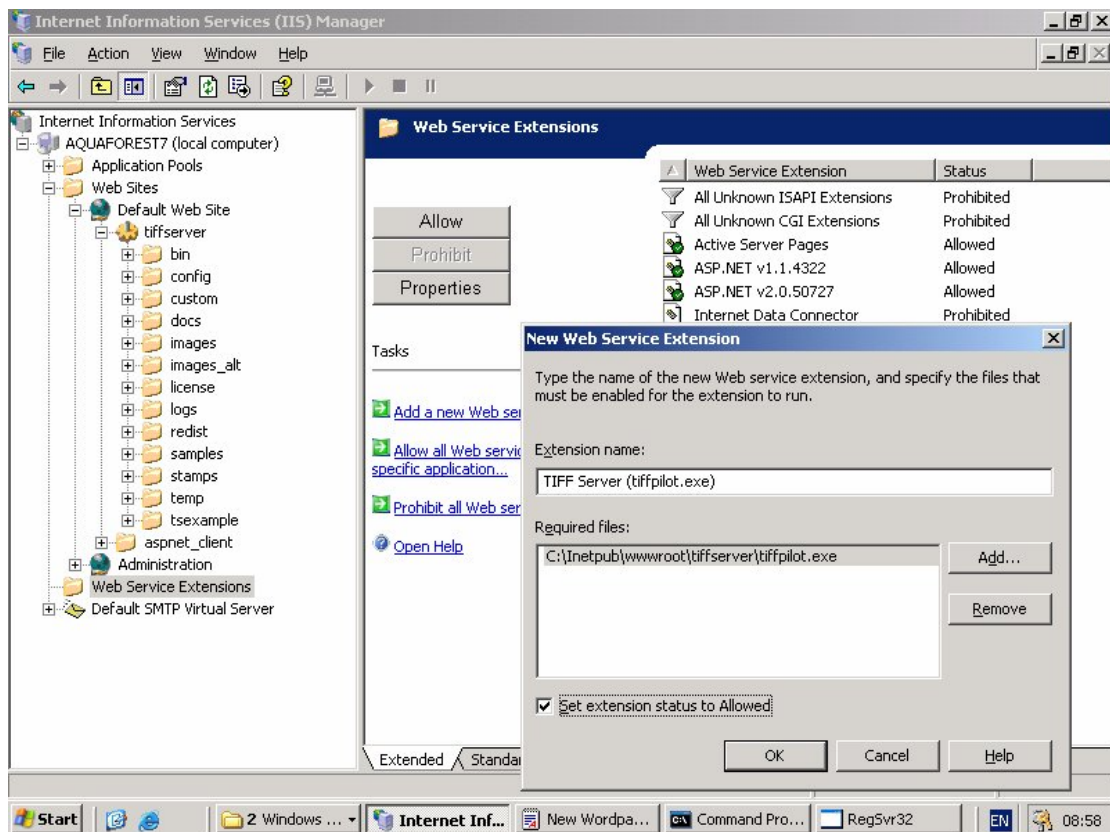 Internet Information Services (IIS) Manager
File Action View Window Help
Internet Information Services
AQUAFOREST7 (local computer)
Application Pools
Web Sites
Default Web Site
tiffserver
bin
config
custom
docs
images
images_alt
license
logs
redist
samples
stamps
temp
tsexample
aspnet_client
Administration
Web Service Extensions
Default SMTP Virtual Server
Web Service Extensions
Allow
Prohibit
Properties
Tasks
Add a new Web ser
Allow all Web servic
specific application...
Prohibit all Web ser
Open Help
Web Service Extension Status
All Unknown ISAPI Extensions Prohibited
All Unknown CGI Extensions Prohibited
Active Server Pages Allowed
ASP.NET v1.1.4322 Allowed
ASP.NET v2.0.50727 Allowed
Internet Data Connector Prohibited
New Web Service Extension
Type the name of the new Web service extension, and specify the files that
must be enabled for the extension to run.
Extension name:
TIFF Server (tiffpilot.exe)
Required files:
C:\Inetpub\wwwroot\tiffserver\tiffpilot.exe
Add...
Remove
Set extension status to Allowed
OK Cancel Help
Extended Standa
Start 2 Windows ... Internet Inf... New Wordpa... Command Pro... RegSvr32 EN 08:58